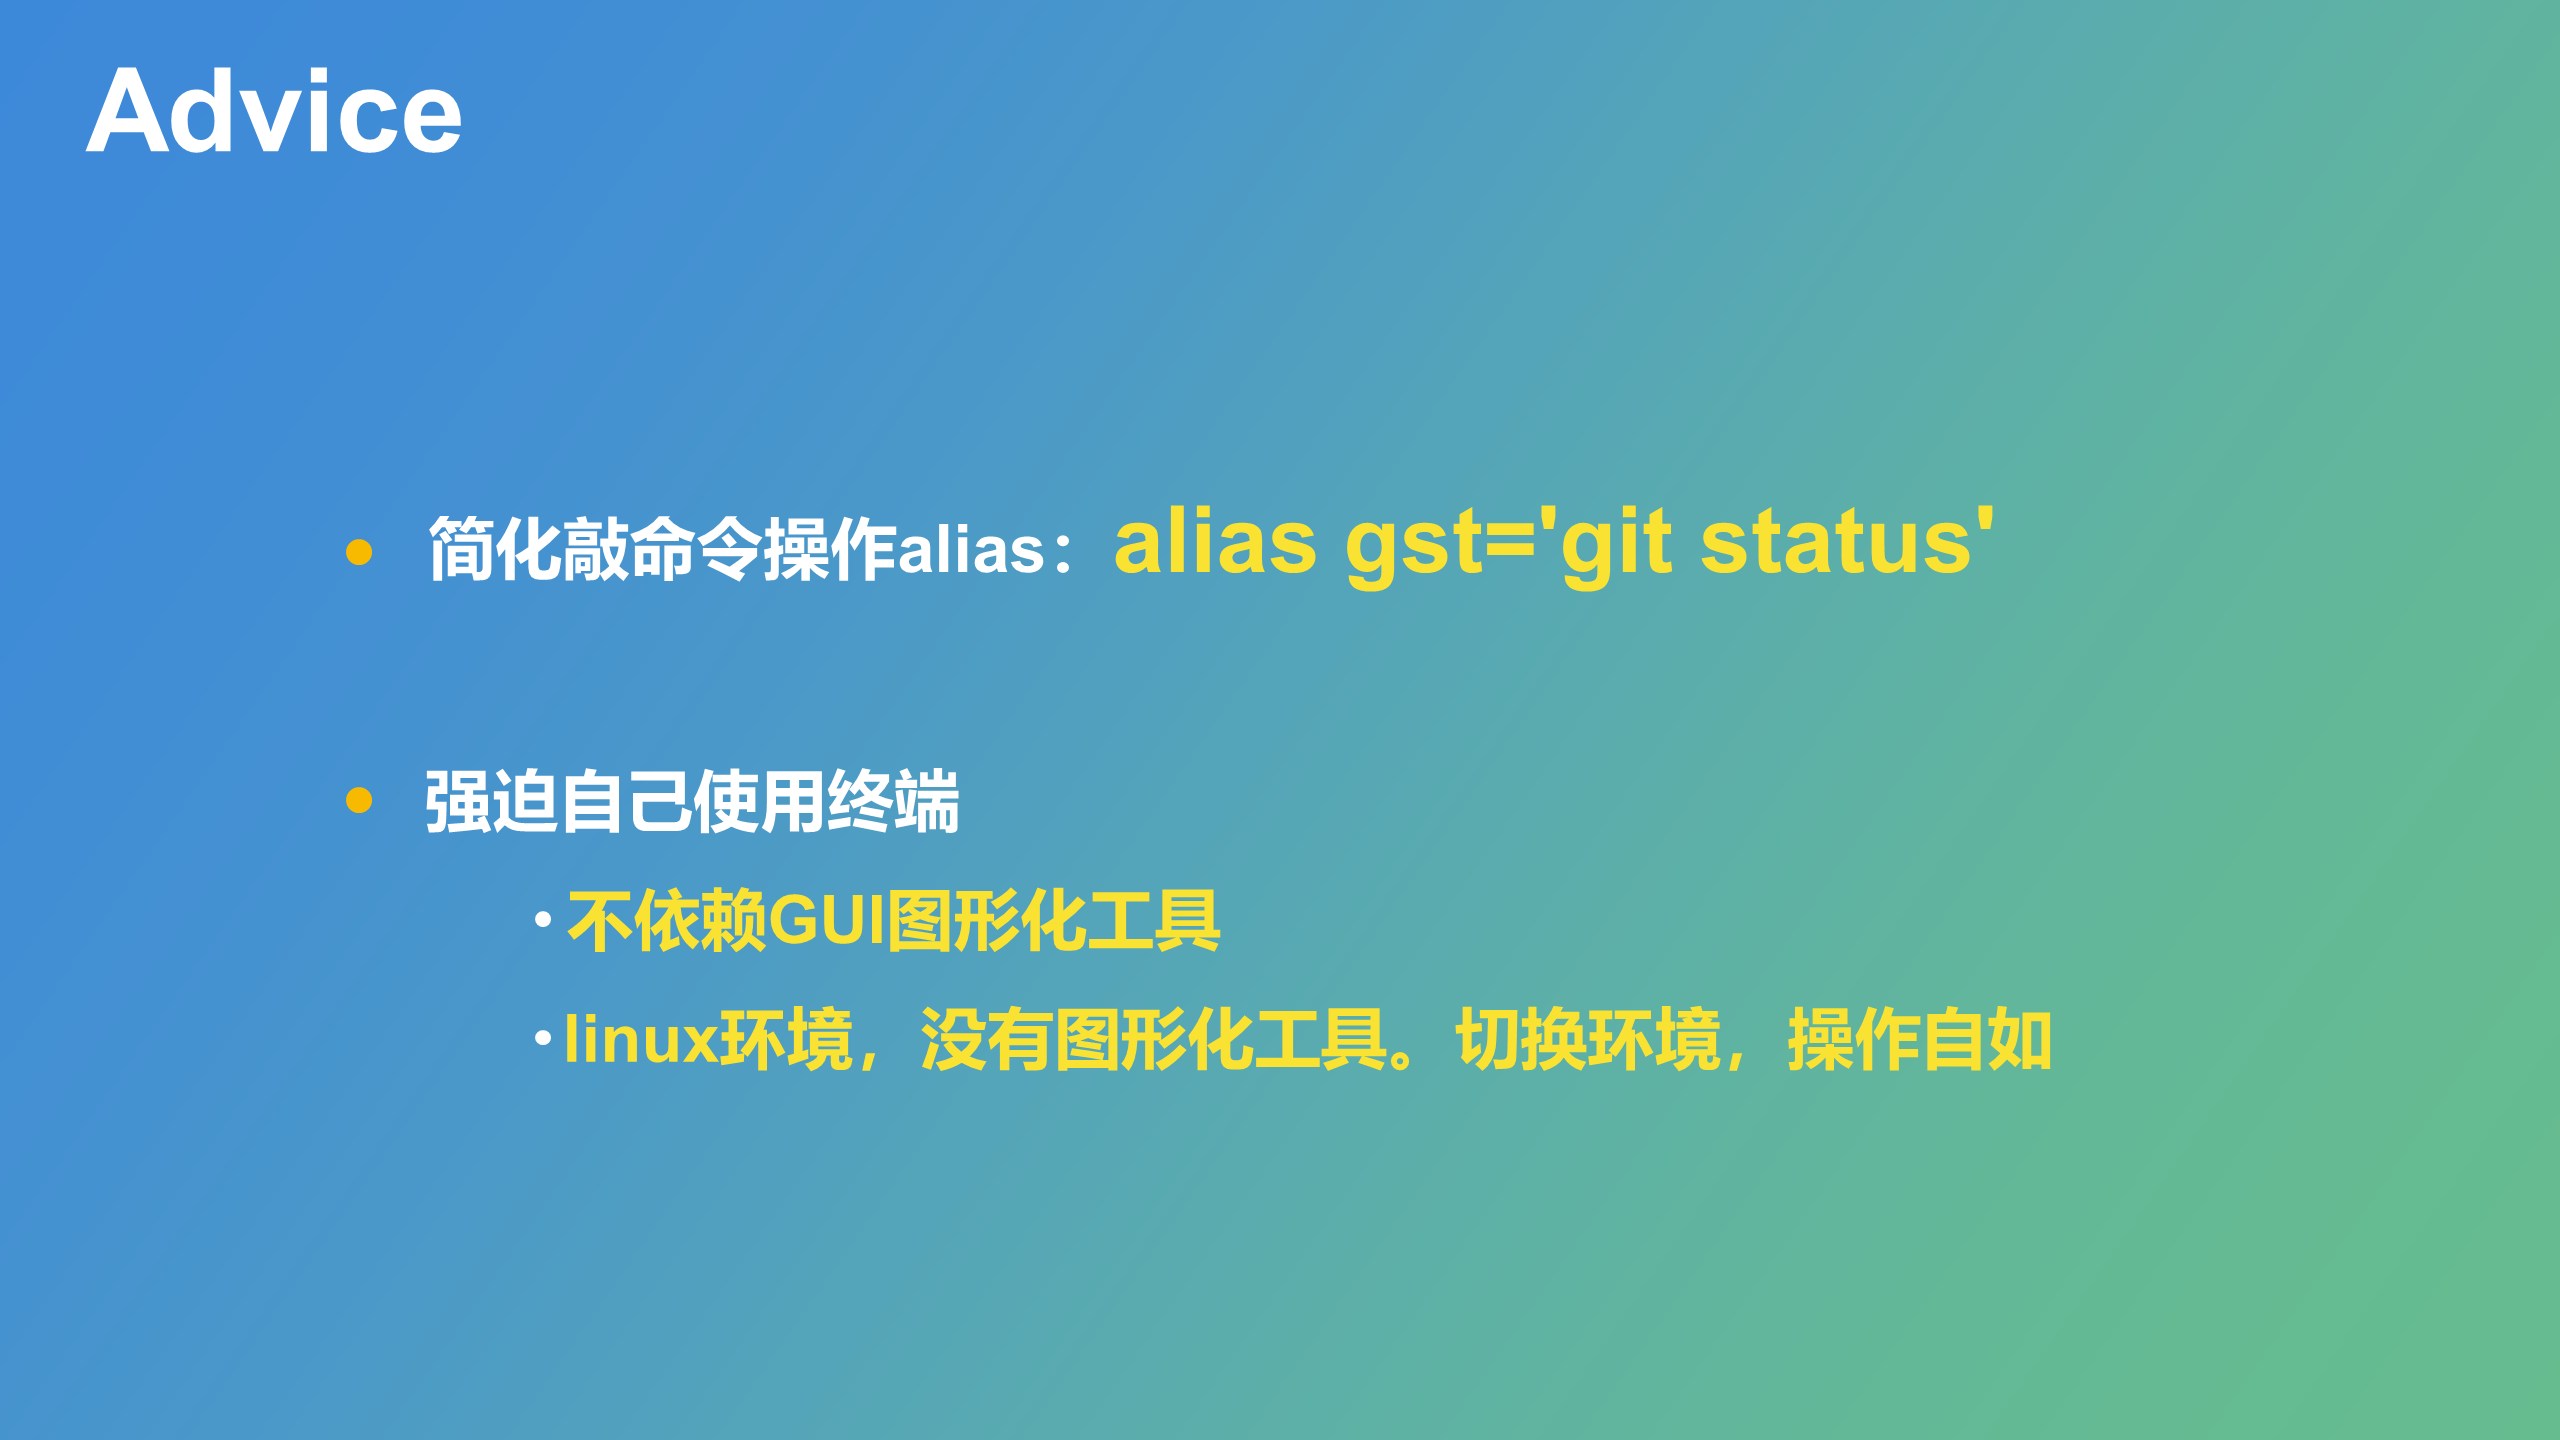 Advice
简化敲命令操作alias：alias gst='git status'
强迫自己使用终端
不依赖GUI图形化工具
linux环境，没有图形化工具。切换环境，操作自如